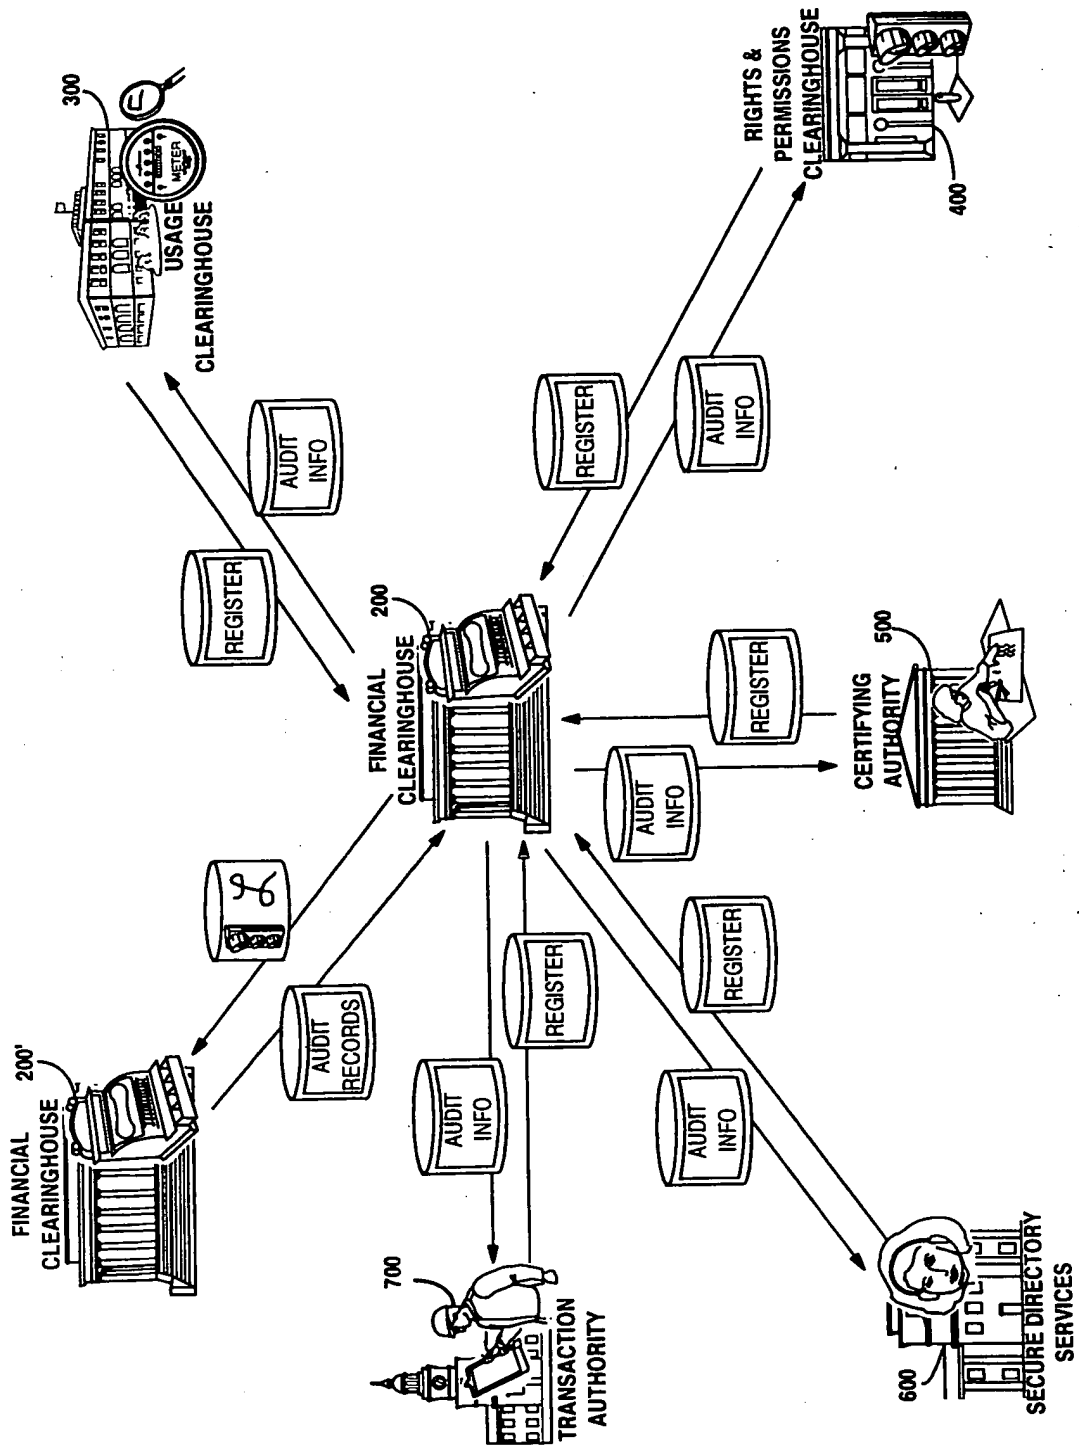 FINANCIAL
CLEARINGHOUSE
200'
AUDIT
RECORDS
USAGE
CLEARINGHOUSE
300
METER
REGISTER
AUDIT
INFO
FINANCIAL
CLEARINGHOUSE
200
TRANSACTION
AUTHORITY
700
AUDIT
INFO
REGISTER
REGISTER
AUDIT
INFO
RIGHTS &
PERMISSIONS
CLEARINGHOUSE
400
AUDIT
INFO
REGISTER
CERTIFYING
AUTHORITY
500
AUDIT
INFO
REGISTER
SECURE DIRECTORY
SERVICES
600